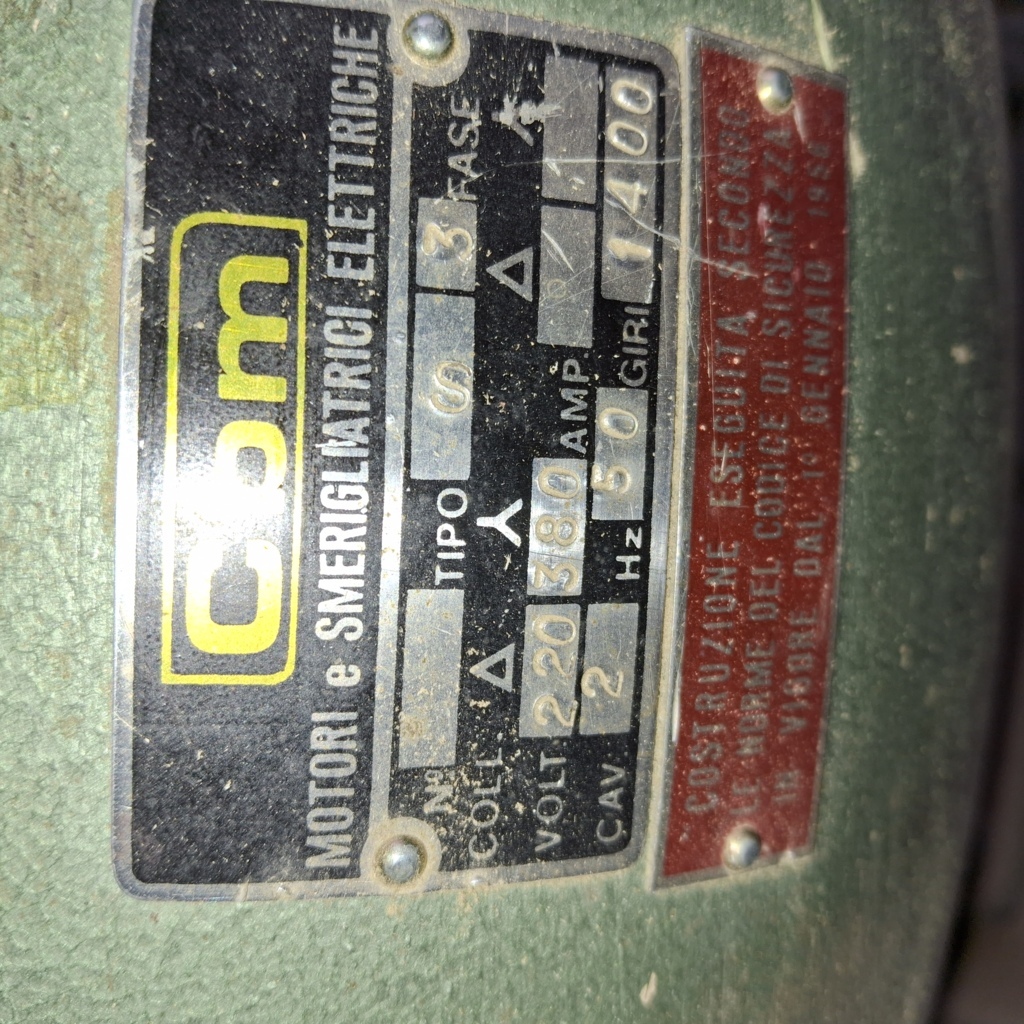 cbm
MOTORI e SMERIGLIATRICI ELETTRICHE
N° TIPO S 3 FASE
COLL. Δ Y Δ Y
VOLT 220 380 AMP.
CAV 2 Hz 50 GIRI 1400
COSTRUZIONE ESEGUITA SECONDO
LE NORME DEL CODICE DI SICUREZZA
IN VIGORE DAL 1° GENNAIO 1956